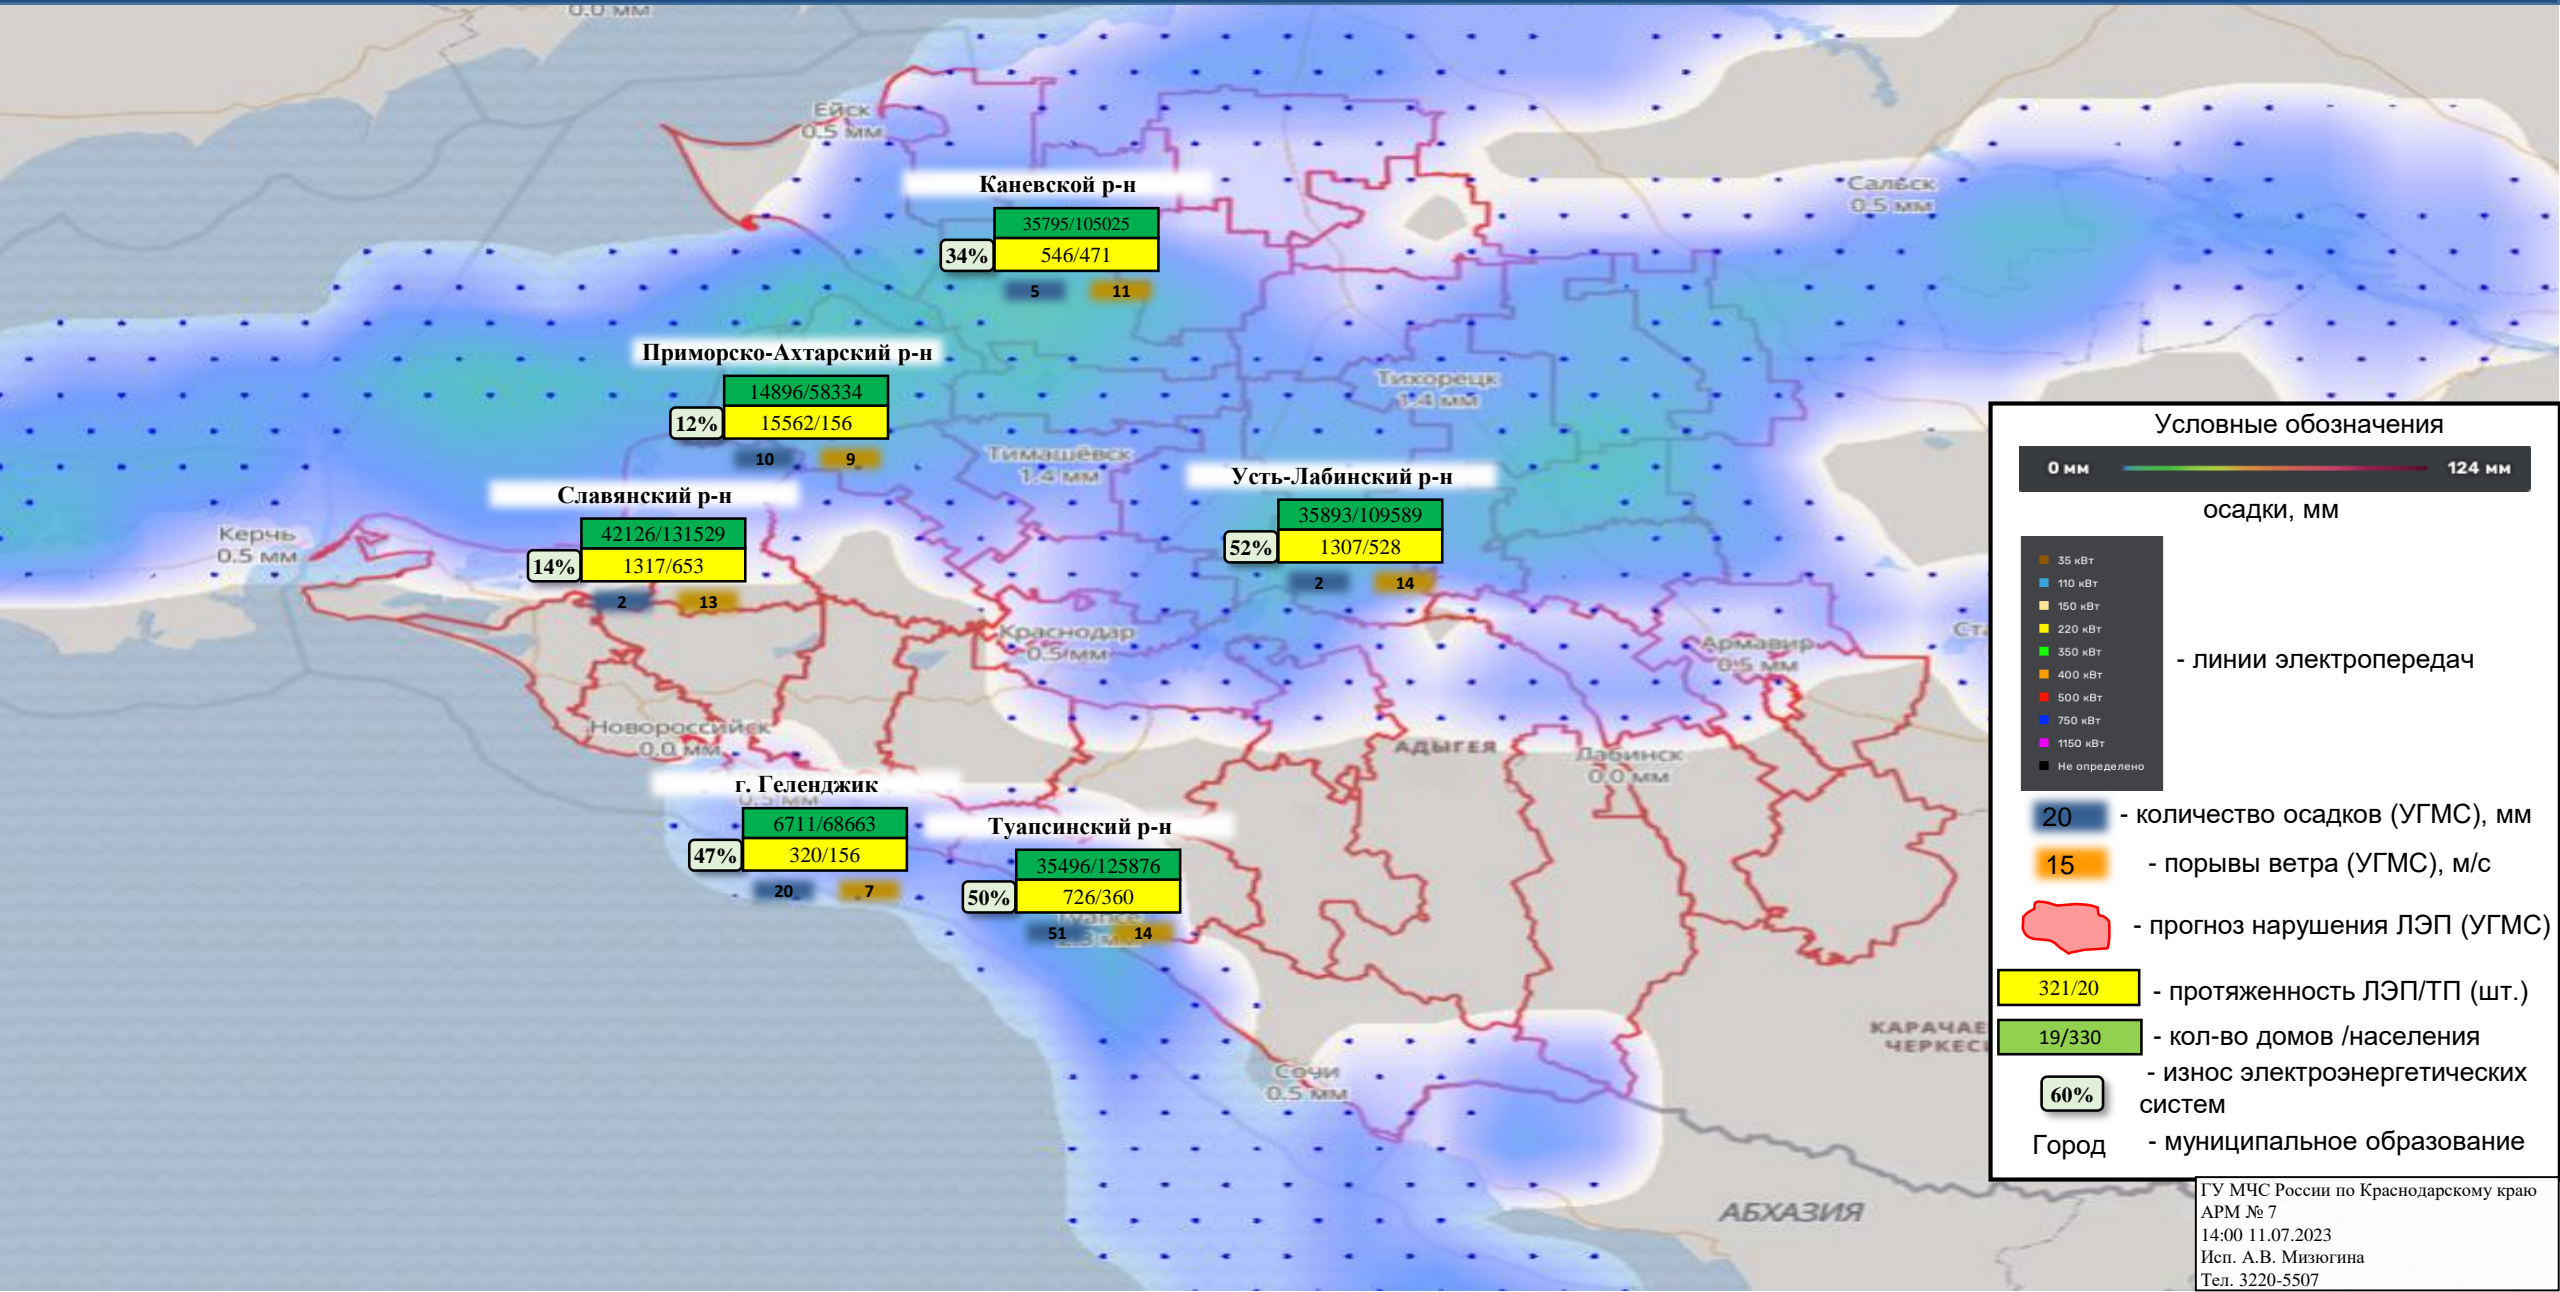 0.0 мм
Ейск
0.5 мм
Каневской р-н
35795/105025
34%
546/471
5
11
Сальск
0.5 мм
Приморско-Ахтарский р-н
14896/58334
12%
15562/156
10
9
Тихорецк
1.4 мм
Тимашёвск
1.4 мм
Славянский р-н
42126/131529
14%
1317/653
2
13
Усть-Лабинский р-н
35893/109589
52%
1307/528
2
14
Керчь
0.5 мм
Краснодар
0.5 мм
Армавир
0.5 мм
Ста
Новороссийск
0.0 мм
АДЫГЕЯ
Лабинск
0.0 мм
г. Геленджик
0.5 мм
6711/68663
47%
320/156
20
7
Туапсинский р-н
35496/125876
50%
726/360
Туапсе
51
14
Сочи
0.5 мм
КАРАЧАЕ
ЧЕРКЕС
АБХАЗИЯ
Условные обозначения
0 мм
124 мм
осадки, мм
35 кВт
110 кВт
150 кВт
220 кВт
350 кВт
400 кВт
500 кВт
750 кВт
1150 кВт
Не определено
- линии электропередач
20 - количество осадков (УГМС), мм
15 - порывы ветра (УГМС), м/с
- прогноз нарушения ЛЭП (УГМС)
321/20 - протяженность ЛЭП/ТП (шт.)
19/330 - кол-во домов /населения
60% - износ электроэнергетических
систем
Город - муниципальное образование
ГУ МЧС России по Краснодарскому краю
АРМ № 7
14:00 11.07.2023
Исп. А.В. Мизюгина
Тел. 3220-5507